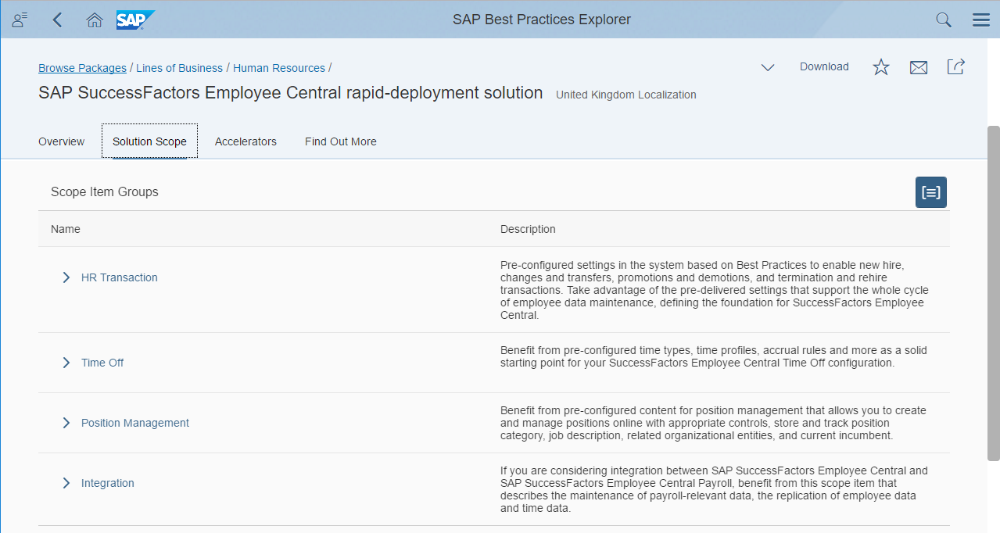 SAP
SAP Best Practices Explorer
Browse Packages / Lines of Business / Human Resources /
Download
SAP SuccessFactors Employee Central rapid-deployment solution United Kingdom Localization
Overview Solution Scope Accelerators Find Out More
Scope Item Groups
Name Description
HR Transaction
Pre-configured settings in the system based on Best Practices to enable new hire,
changes and transfers, promotions and demotions, and termination and rehire
transactions. Take advantage of the pre-delivered settings that support the whole cycle
of employee data maintenance, defining the foundation for SuccessFactors Employee
Central.
Time Off
Benefit from pre-configured time types, time profiles, accrual rules and more as a solid
starting point for your SuccessFactors Employee Central Time Off configuration.
Position Management
Benefit from pre-configured content for position management that allows you to create
and manage positions online with appropriate controls, store and track position
category, job description, related organizational entities, and current incumbent.
Integration
If you are considering integration between SAP SuccessFactors Employee Central and
SAP SuccessFactors Employee Central Payroll, benefit from this scope item that
describes the maintenance of payroll-relevant data, the replication of employee data
and time data.